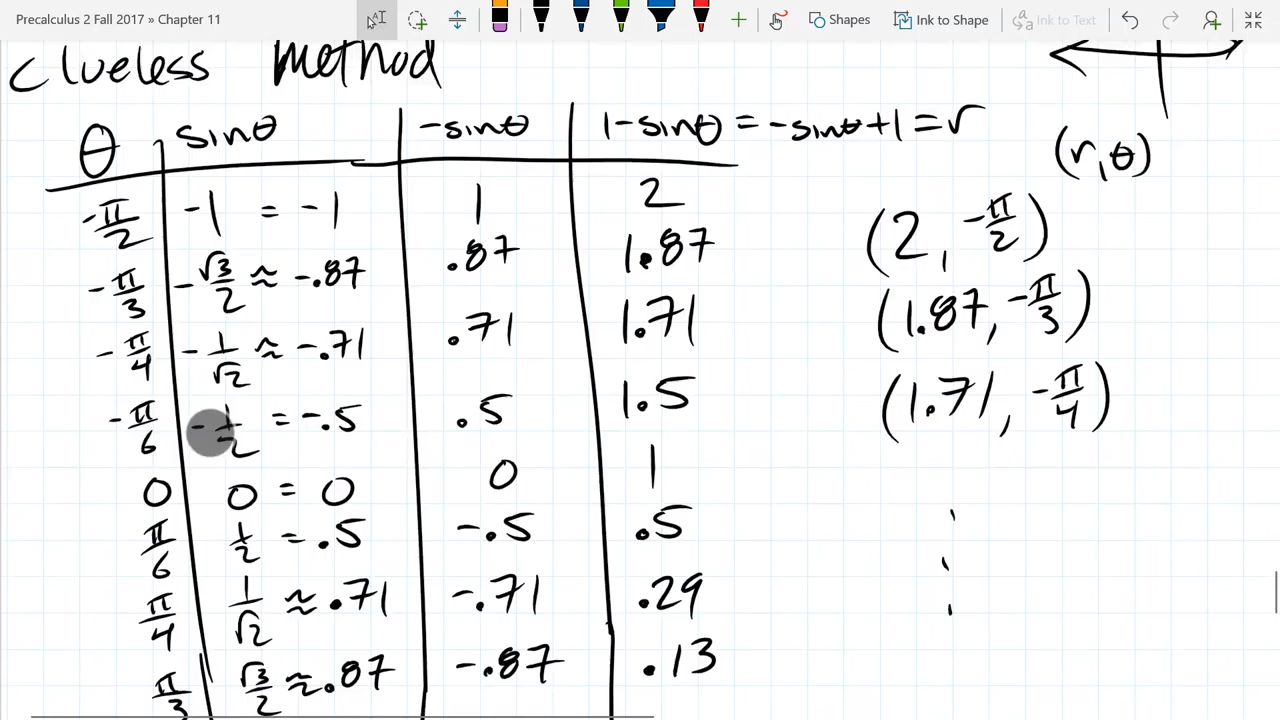 Precalculus 2 Fall 2017 » Chapter 11
Shapes
Ink to Shape
Ink to Text
Clueless Method
θ | sinθ | -sinθ | 1-sinθ = -sinθ+1 = r
(r,θ)
-π/2 | -1 = -1 | 1 | 2
(2, -π/2)
-π/3 | -√3/2 ≈ -.87 | .87 | 1.87
(1.87, -π/3)
-π/4 | -1/√2 ≈ -.71 | .71 | 1.71
(1.71, -π/4)
-π/6 | -1/2 = -.5 | .5 | 1.5
0 | 0 = 0 | 0 | 1
π/6 | 1/2 = .5 | -.5 | .5
π/4 | 1/√2 ≈ .71 | -.71 | .29
π/3 | √3/2 ≈ .87 | -.87 | .13